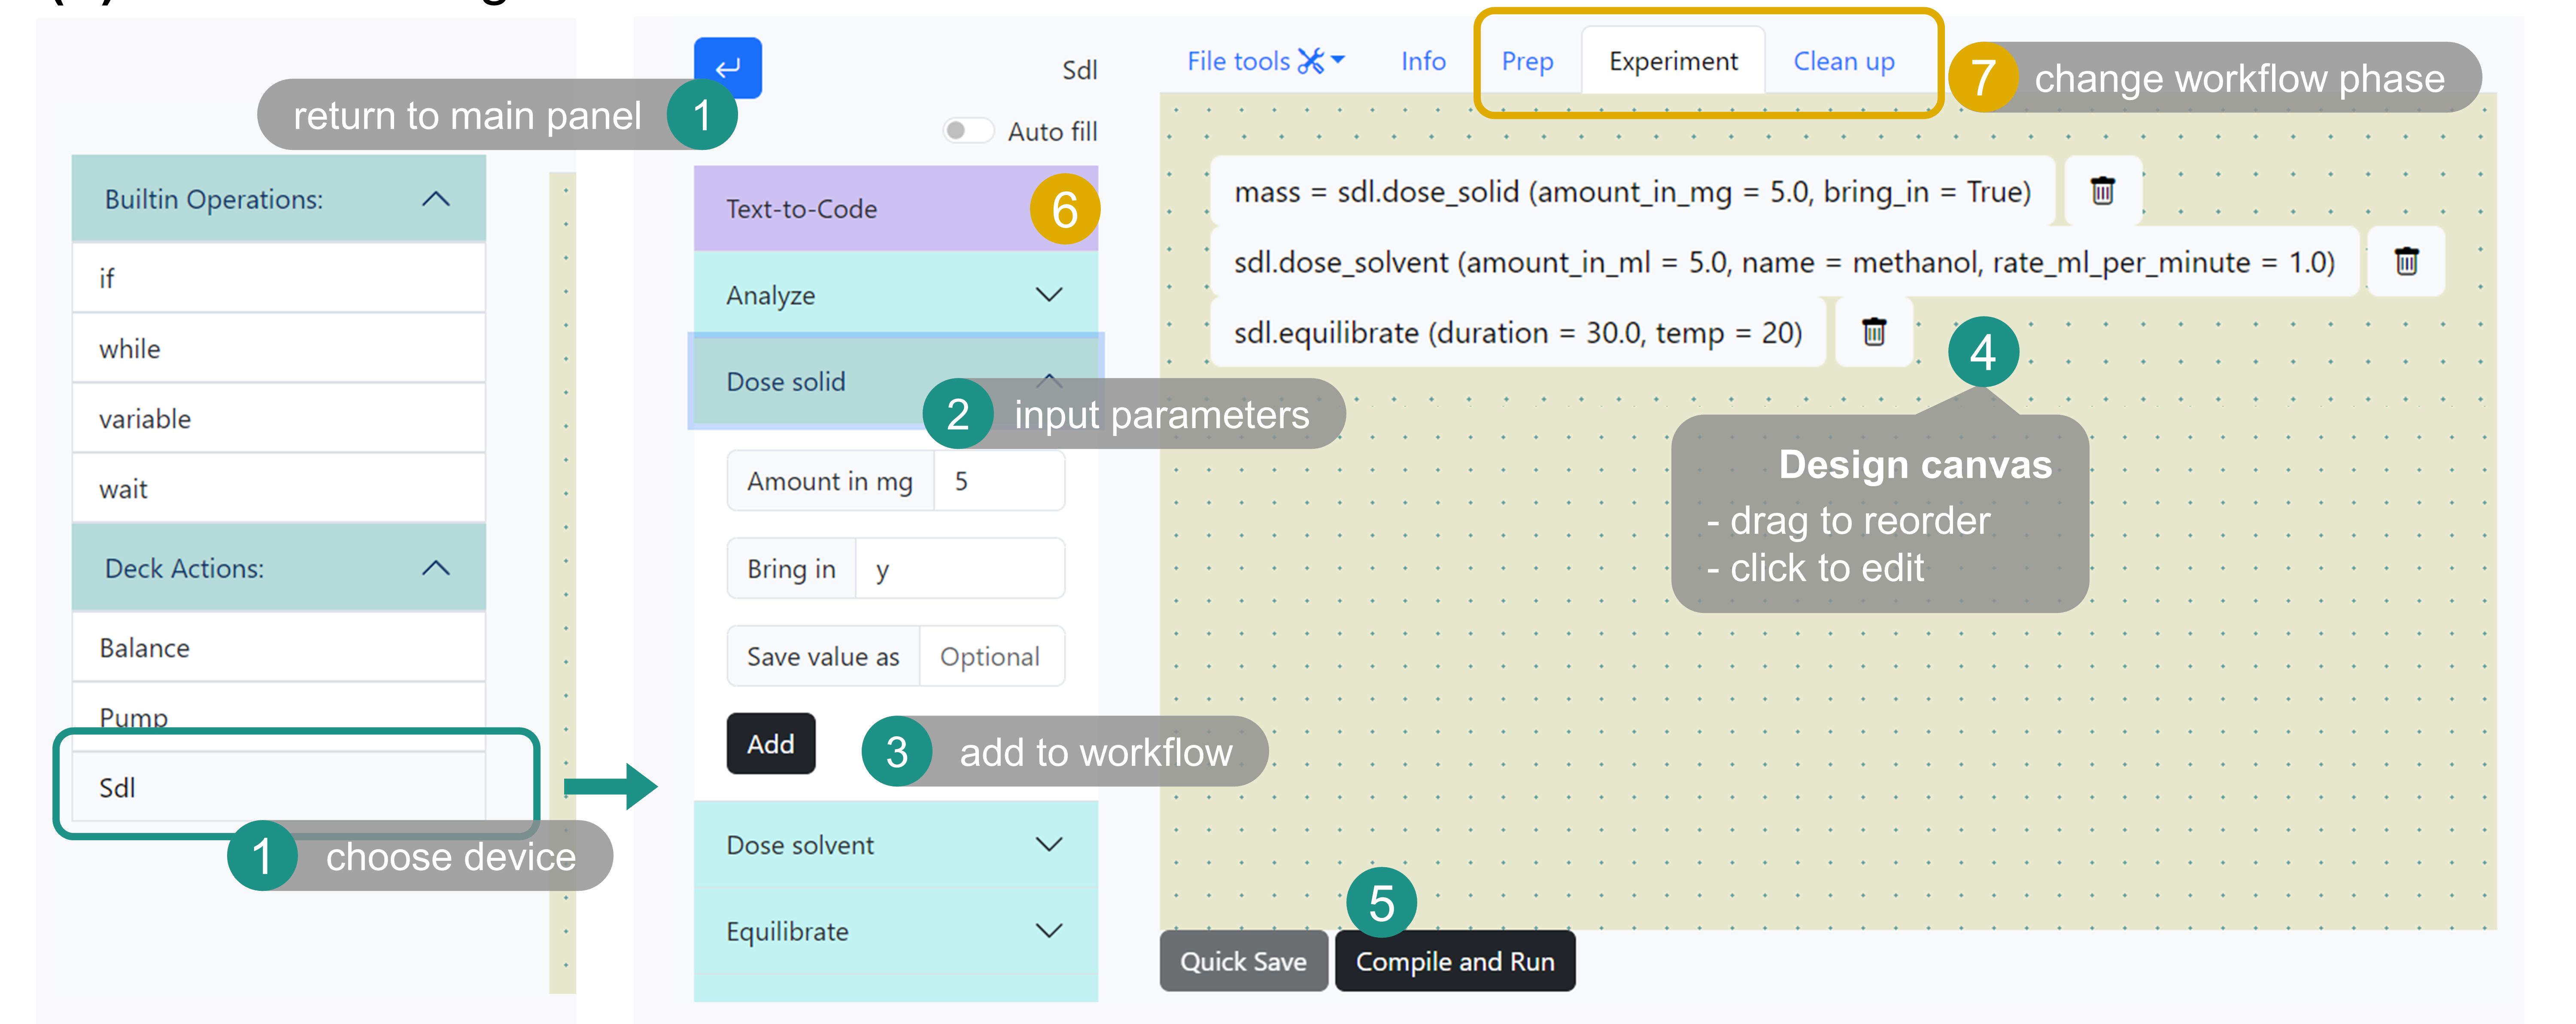 return to main panel 1
Builtin Operations:
if
while
variable
wait
Deck Actions:
Balance
Pump
Sdl
1 choose device
Sdl
Auto fill
Text-to-Code 6
Analyze
Dose solid
2 input parameters
Amount in mg 5
Bring in y
Save value as Optional
Add
3 add to workflow
Dose solvent
Equilibrate
File tools Info Prep Experiment Clean up
7 change workflow phase
mass = sdl.dose_solid (amount_in_mg = 5.0, bring_in = True)
sdl.dose_solvent (amount_in_ml = 5.0, name = methanol, rate_ml_per_minute = 1.0)
sdl.equilibrate (duration = 30.0, temp = 20)
4
Design canvas
- drag to reorder
- click to edit
5
Quick Save Compile and Run